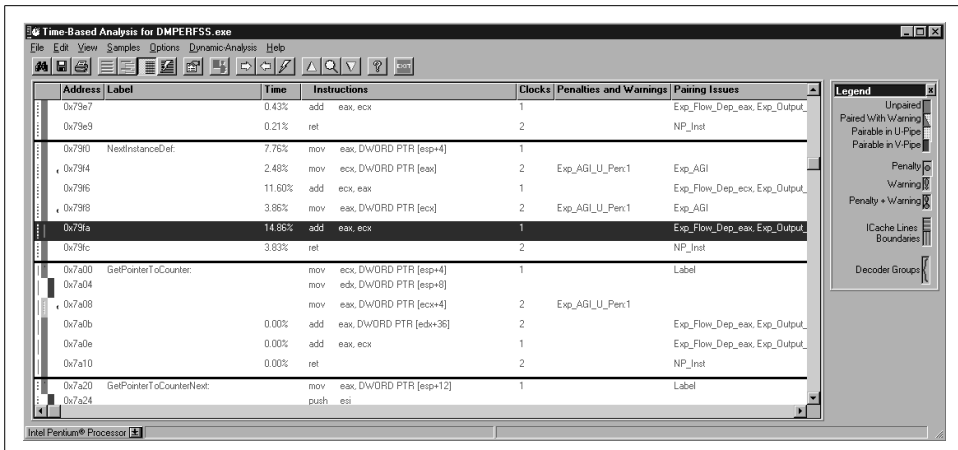 Time-Based Analysis for DMPERFSS.exe
File Edit View Samples Options Dynamic-Analysis Help
EXIT
Address Label Time Instructions Clocks Penalties and Warnings Pairing Issues
0x79e7 0.43% add eax, ecx 1 Exp_Flow_Dep_eax, Exp_Output_
0x79e9 0.21% ret 2 NP_Inst
0x79f0 NextInstanceDef: 7.76% mov eax, DWORD PTR [esp+4] 1
0x79f4 2.48% mov ecx, DWORD PTR [eax] 2 Exp_AGI_U_Pen:1 Exp_AGI
0x79f6 11.60% add ecx, eax 1 Exp_Flow_Dep_ecx, Exp_Output_
0x79f8 3.86% mov eax, DWORD PTR [ecx] 2 Exp_AGI_U_Pen:1 Exp_AGI
0x79fa 14.86% add eax, ecx 1 Exp_Flow_Dep_eax, Exp_Output_
0x79fc 3.83% ret 2 NP_Inst
0x7a00 GetPointerToCounter: mov ecx, DWORD PTR [esp+4] 1 Label
0x7a04 mov edx, DWORD PTR [esp+8]
0x7a08 mov eax, DWORD PTR [ecx+4] 2 Exp_AGI_U_Pen:1
0x7a0b 0.00% add eax, DWORD PTR [edx+36] 2 Exp_Flow_Dep_eax, Exp_Output_
0x7a0e 0.00% add eax, ecx 1 Exp_Flow_Dep_eax, Exp_Output_
0x7a10 0.00% ret 2 NP_Inst
0x7a20 GetPointerToCounterNext: mov eax, DWORD PTR [esp+12] 1 Label
0x7a24 push esi
Legend
Unpaired
Paired With Warning
Pairable in U-Pipe
Pairable in V-Pipe
Penalty
Warning
Penalty + Warning
ICache Lines
Boundaries
Decoder Groups
Intel Pentium® Processor